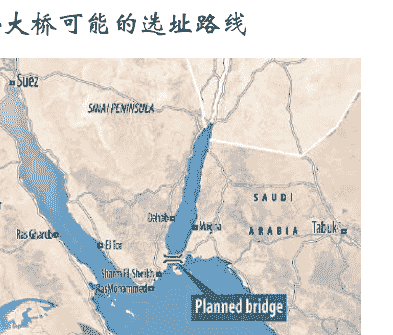 大桥可能的选址路线
Suez
SINAI PENINSULA
SAUDI
ARABIA
Tabuk
Dahab
Magna
Ras Gharib
El Tor
Sharm El-Sheikh
Ras Mohammed
Planned bridge